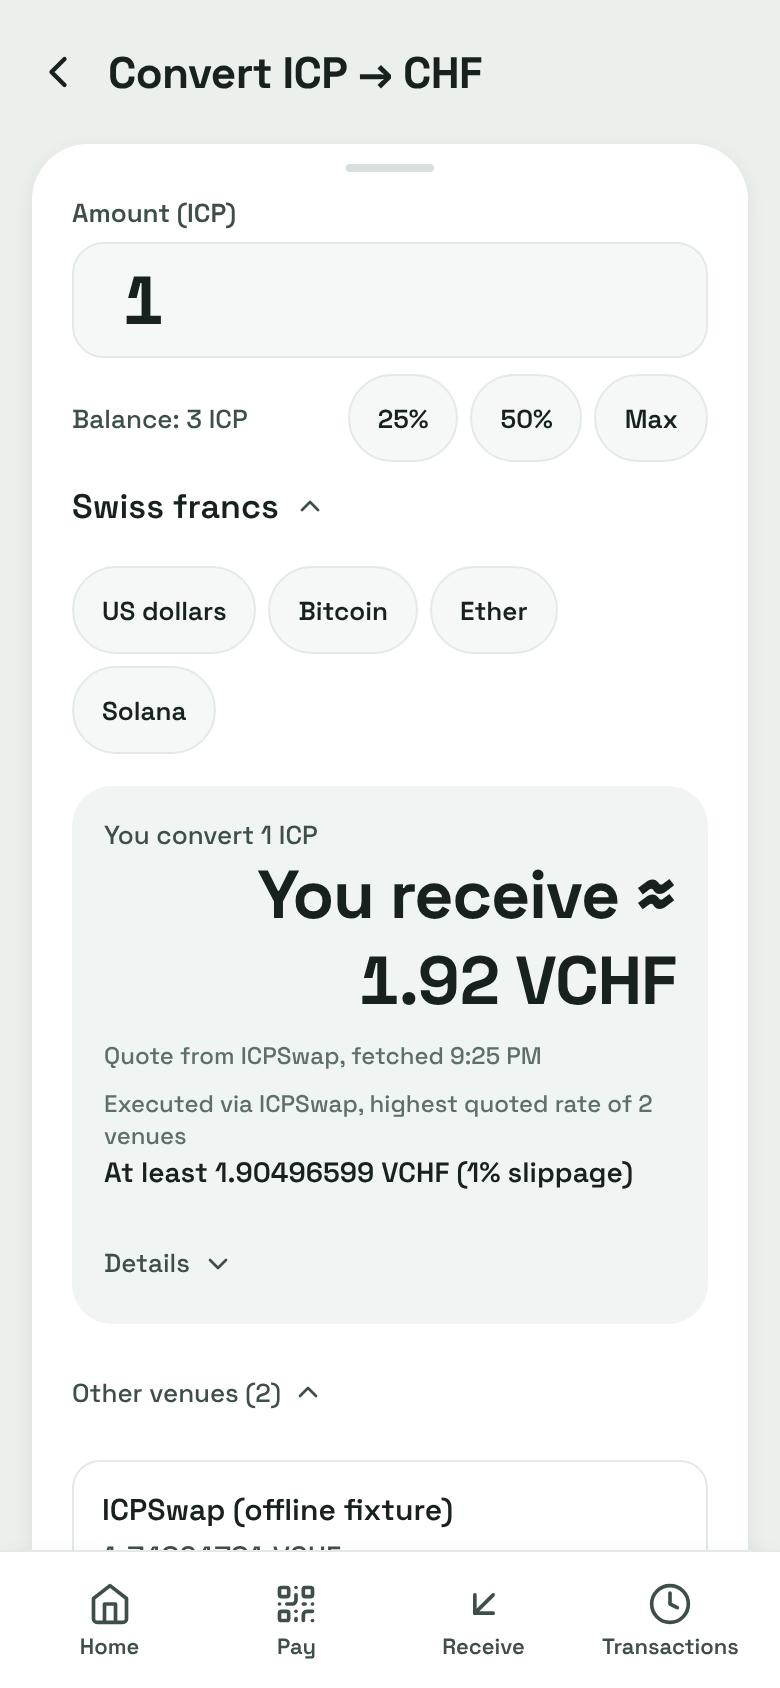 Convert ICP → CHF
Amount (ICP)
1
Balance: 3 ICP
25%
50%
Max
Swiss francs
US dollars
Bitcoin
Ether
Solana
You convert 1 ICP
You receive ≈
1.92 VCHF
Quote from ICPSwap, fetched 9:25 PM
Executed via ICPSwap, highest quoted rate of 2
venues
At least 1.90496599 VCHF (1% slippage)
Details
Other venues (2)
ICPSwap (offline fixture)
Home
Pay
Receive
Transactions